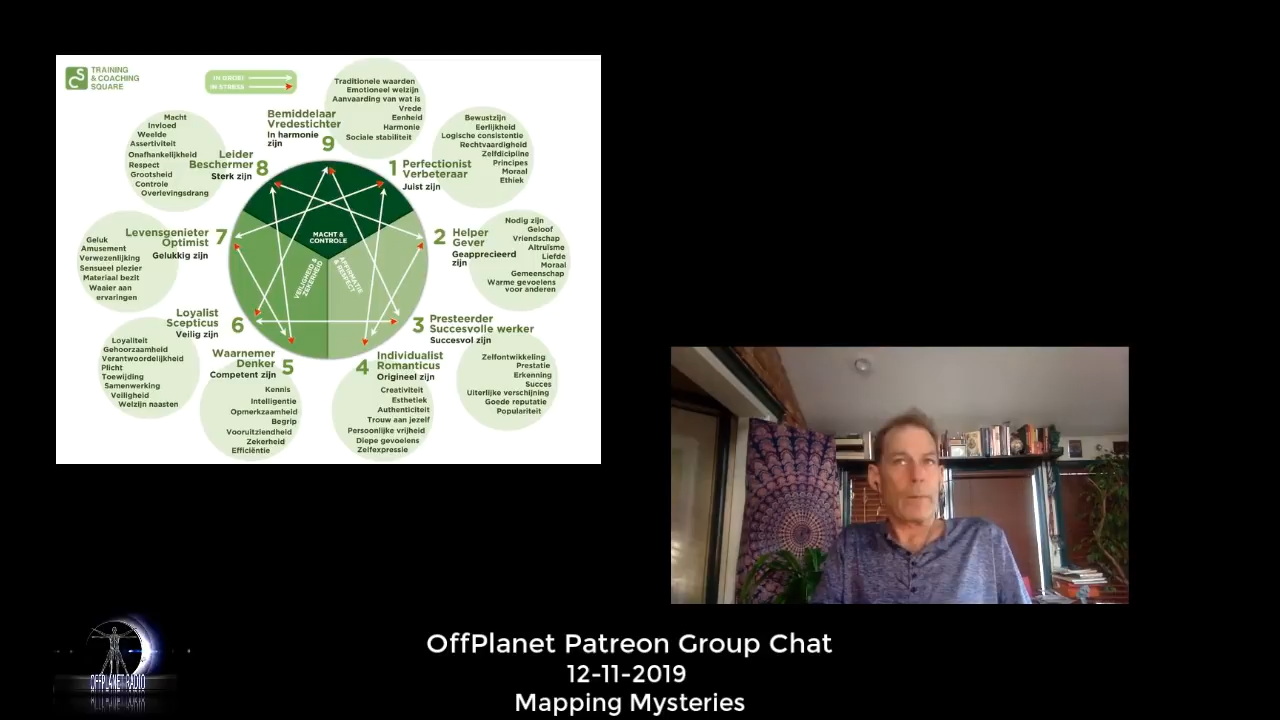 TRAINING
& COACHING
SQUARE
CS
IN GROEI
IN STRESS
Traditionele waarden
Emotioneel welzijn
Aanvaarding van wat is
Vrede
Eenheid
Harmonie
Sociale stabiliteit
Bemiddelaar
Vredestichter
In harmonie
zijn
9
Macht
Invloed
Weelde
Assertiviteit
Onafhankelijkheid
Respect
Grootsheid
Controle
Overlevingsdrang
Leider
Beschermer
Sterk zijn
8
Bewustzijn
Eerlijkheid
Logische consistentie
Rechtvaardigheid
Zelfdicipline
Principes
Moraal
Ethiek
1
Perfectionist
Verbeteraar
Juist zijn
Geluk
Amusement
Verwezenlijking
Sensueel plezier
Materiaal bezit
Waaier aan
ervaringen
Levensgenieter
Optimist
Gelukkig zijn
7
MACHT &
CONTROLE
VEILIGHEID &
ZEKERHEID
AFFIRMATIE
& RESPECT
2
Helper
Gever
Geapprecieerd
zijn
Nodig zijn
Geloof
Vriendschap
Altruïsme
Liefde
Moraal
Gemeenschap
Warme gevoelens
voor anderen
Loyalist
Scepticus
Veilig zijn
6
Loyaliteit
Gehoorzaamheid
Verantwoordelijkheid
Plicht
Toewijding
Samenwerking
Veiligheid
Welzijn naasten
3
Presteerder
Succesvolle werker
Succesvol zijn
Zelfontwikkeling
Prestatie
Erkenning
Succes
Uiterlijke verschijning
Goede reputatie
Populariteit
Waarnemer
Denker
Competent zijn
5
Kennis
Intelligentie
Opmerkzaamheid
Begrip
Vooruitziendheid
Zekerheid
Efficiëntie
4
Individualist
Romanticus
Origineel zijn
Creativiteit
Esthetiek
Authenticiteit
Trouw aan jezelf
Persoonlijke vrijheid
Diepe gevoelens
Zelfexpressie
OFFPLANET RADIO
OffPlanet Patreon Group Chat
12-11-2019
Mapping Mysteries